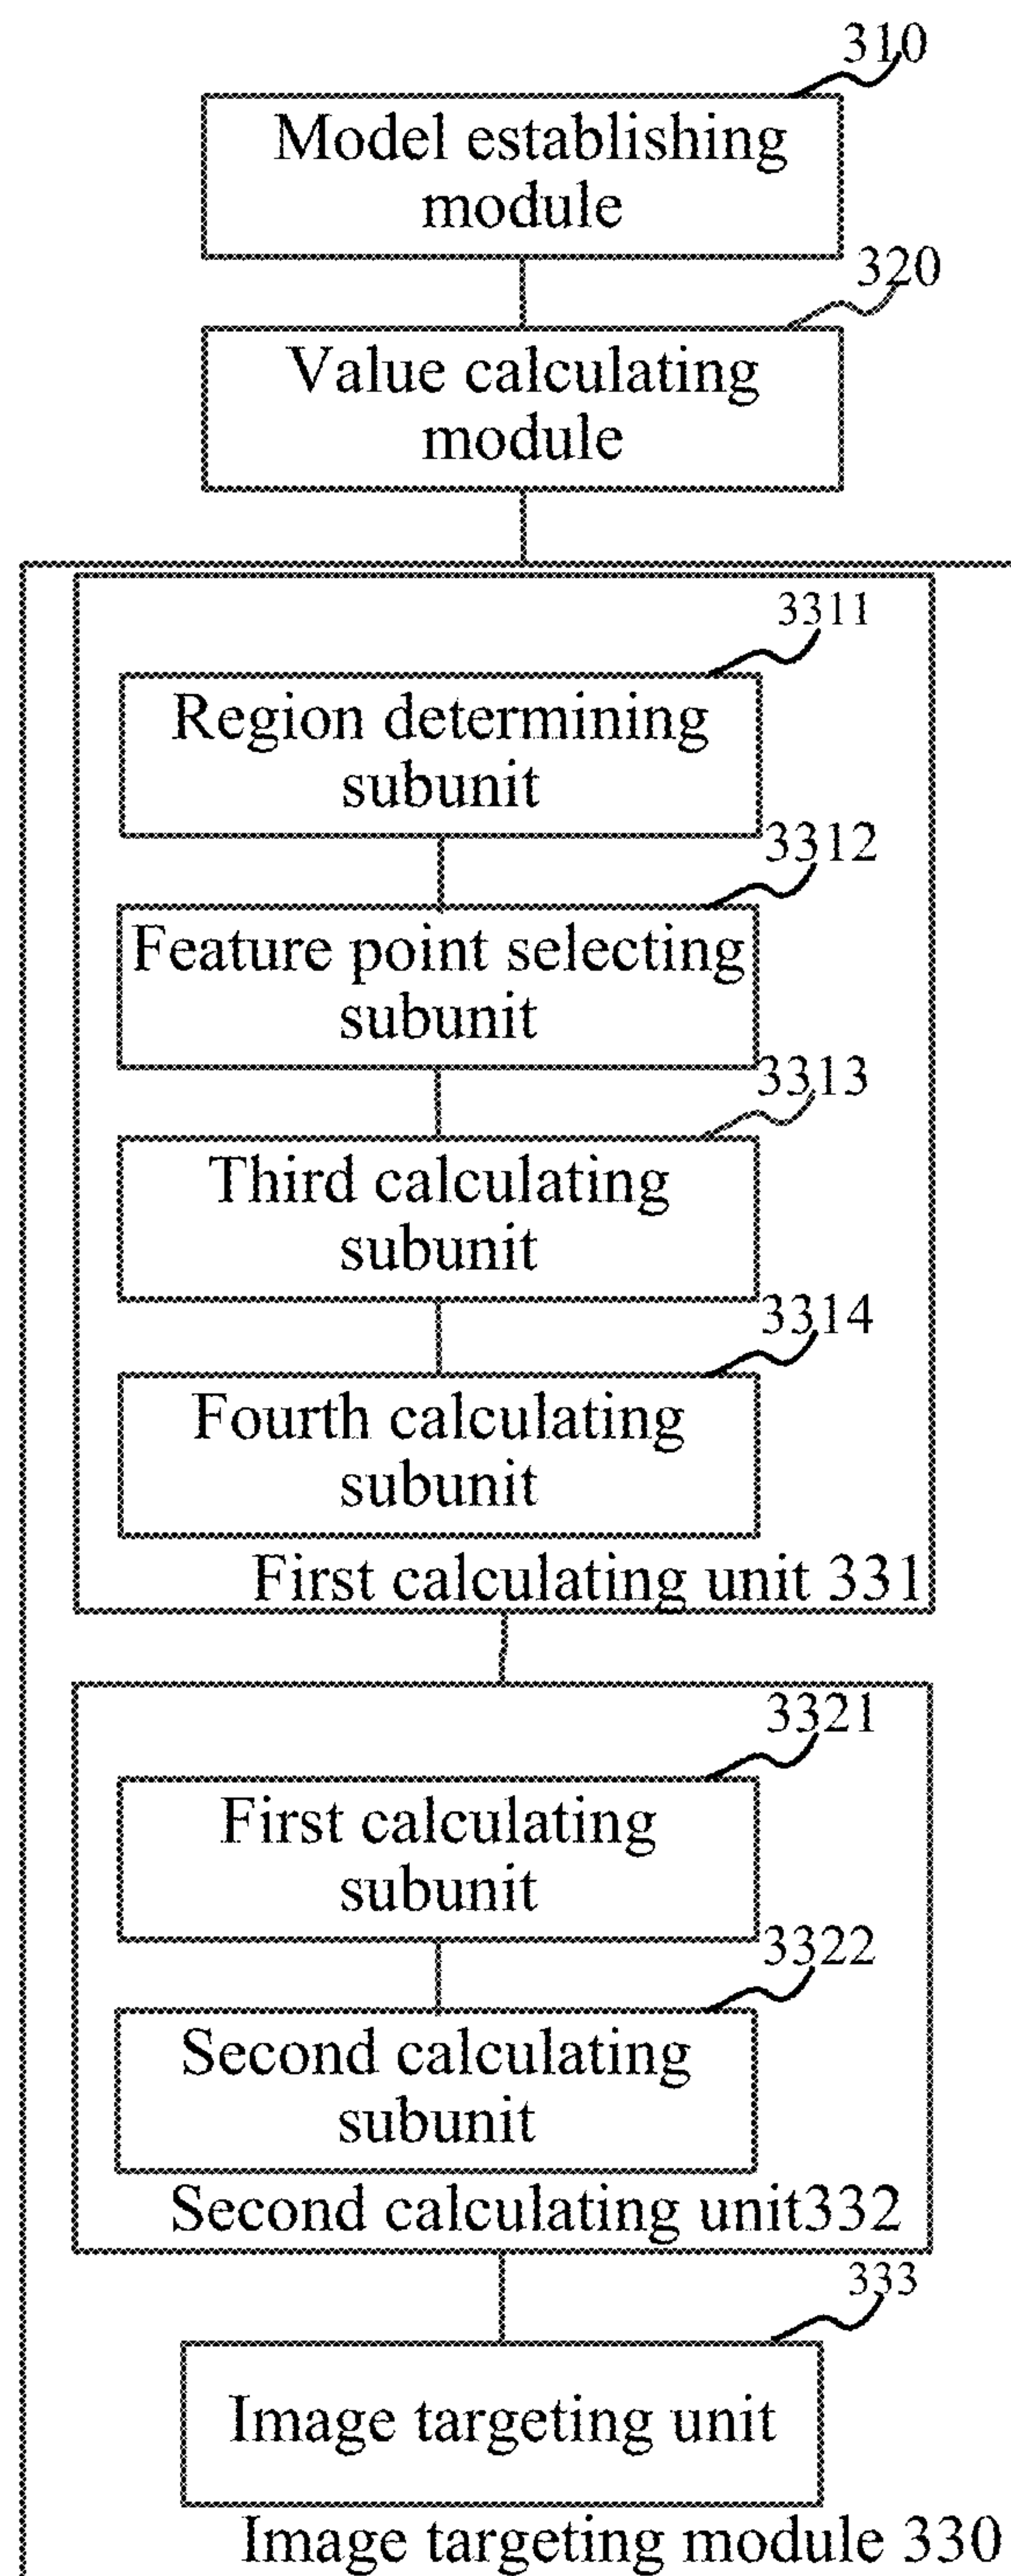 310
Model establishing
module
320
Value calculating
module
3311
Region determining
subunit
3312
Feature point selecting
subunit
3313
Third calculating
subunit
3314
Fourth calculating
subunit
First calculating unit 331
3321
First calculating
subunit
3322
Second calculating
subunit
Second calculating unit332
333
Image targeting unit
Image targeting module 330